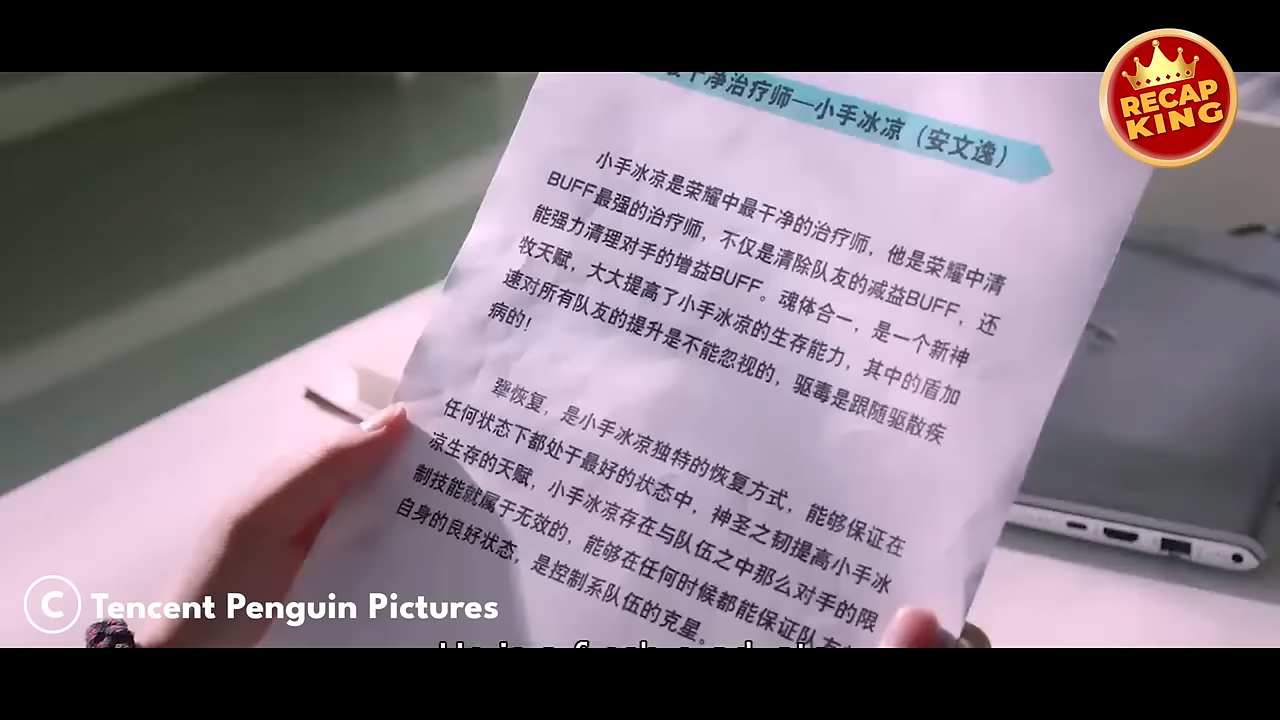 RECAP
KING
干净治疗师—小手冰凉(安文逸)
小手冰凉是荣耀中最干净的治疗师,他是荣耀中清
BUFF最强的治疗师,不仅是清除队友的减益BUFF,还
能强力清理对手的增益BUFF。魂体合一,是一个新神
牧天赋,大大提高了小手冰凉的生存能力,其中的盾加
速对所有队友的提升是不能忽视的,驱毒是跟随驱散疾
病的!
犟恢复,是小手冰凉独特的恢复方式,能够保证在
任何状态下都处于最好的状态中,神圣之韧提高小手冰
凉生存的天赋,小手冰凉存在与队伍之中那么对手的限
制技能就属于无效的,能够在任何时候都能保证队
自身的良好状态,是控制系队伍的克星。
C Tencent Penguin Pictures